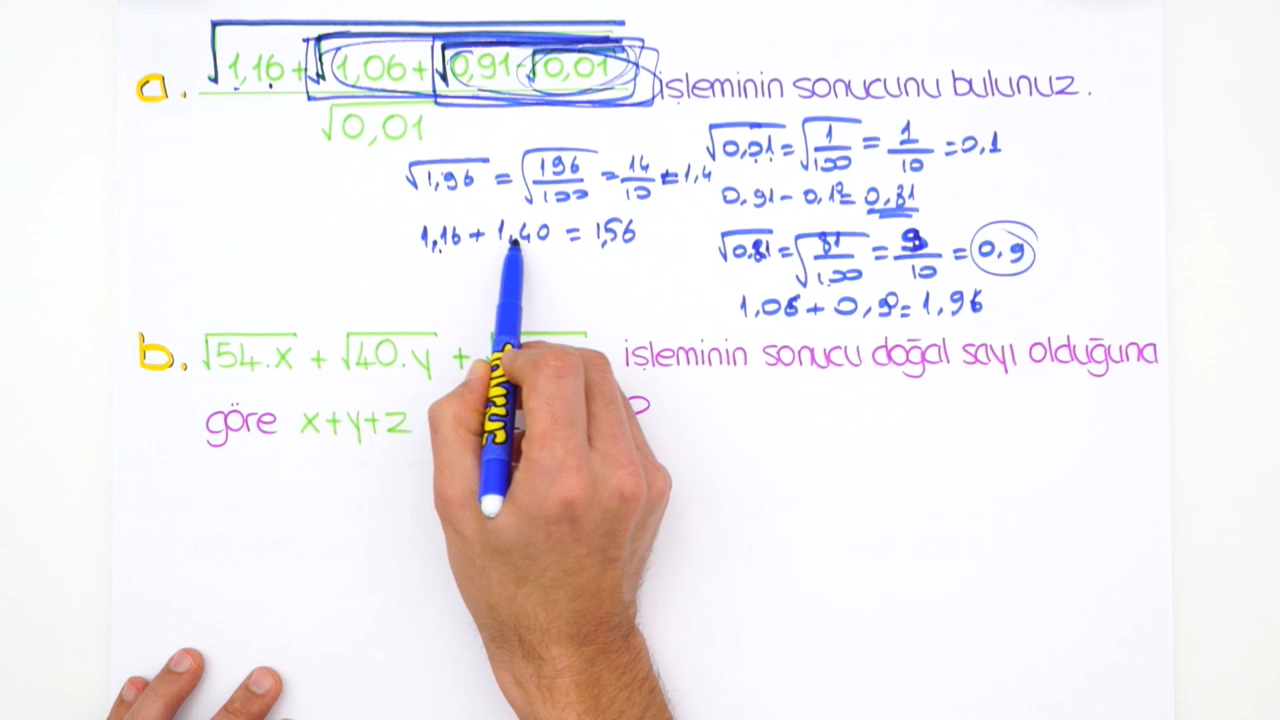 a. √1,16+√1,06+√0,91-√0,01 / √0,01 işleminin sonucunu bulunuz.
√0,01 = √1/100 = 1/10 = 0,1
√1,96 = √196/100 = 14/10 = 1,4
0,91 - 0,10 = 0,81
1,16 + 1,40 = 1,56
√0,81 = √81/100 = 9/10 = 0,9
1,06 + 0,9 = 1,96
b. √54.x + √40.y + √ işleminin sonucu doğal sayı olduğuna
göre x+y+z ?